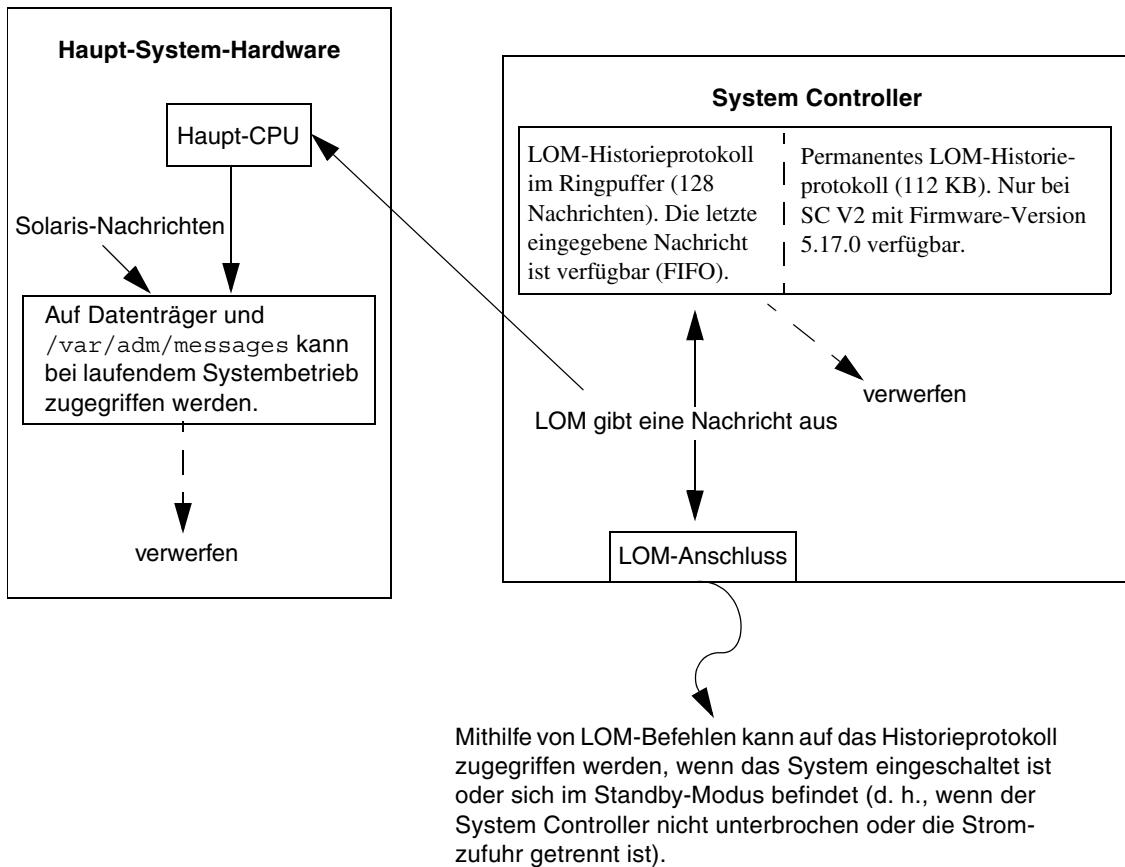 Haupt-System-Hardware
Haupt-CPU
Solaris-Nachrichten
Auf Datenträger und
/var/adm/messages kann
bei laufendem Systembetrieb
zugegriffen werden.
verwerfen
System Controller
LOM-Historieprotokoll
im Ringpuffer (128
Nachrichten). Die letzte
eingegebene Nachricht
ist verfügbar (FIFO).
Permanentes LOM-Historie-
protokoll (112 KB). Nur bei
SC V2 mit Firmware-Version
5.17.0 verfügbar.
verwerfen
LOM gibt eine Nachricht aus
LOM-Anschluss
Mithilfe von LOM-Befehlen kann auf das Historieprotokoll
zugegriffen werden, wenn das System eingeschaltet ist
oder sich im Standby-Modus befindet (d. h., wenn der
System Controller nicht unterbrochen oder die Strom-
zufuhr getrennt ist).